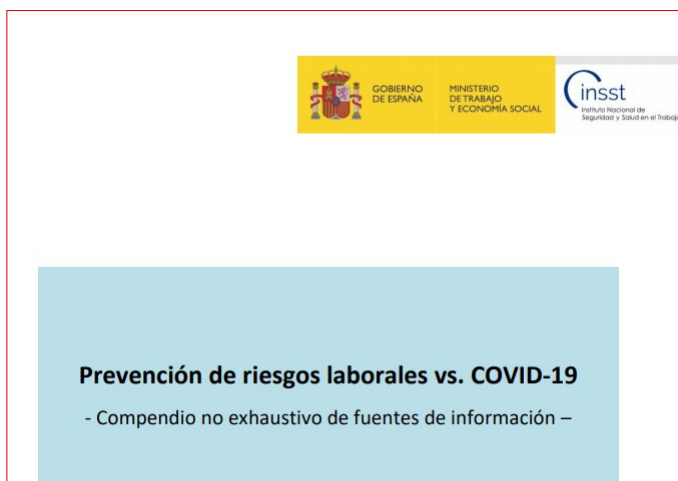 GOBIERNO
DE ESPAÑA
MINISTERIO
DE TRABAJO
Y ECONOMÍA SOCIAL
insst
Instituto Nacional de
Seguridad y Salud en el Trabajo
Prevención de riesgos laborales vs. COVID-19
- Compendio no exhaustivo de fuentes de información –